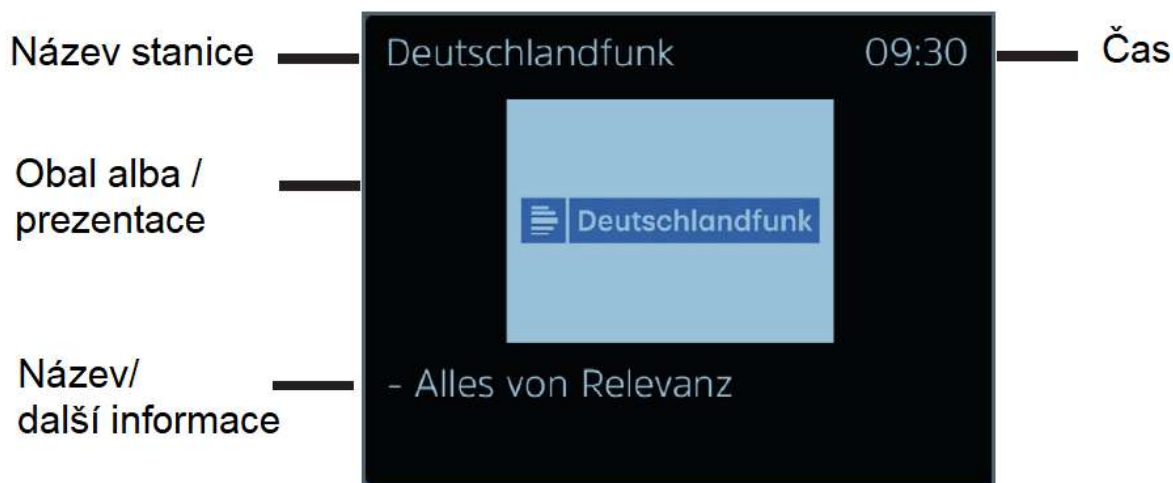 Název stanice
Deutschlandfunk 09:30
Čas
Obal alba /
prezentace
Deutschlandfunk
Název/
další informace
- Alles von Relevanz